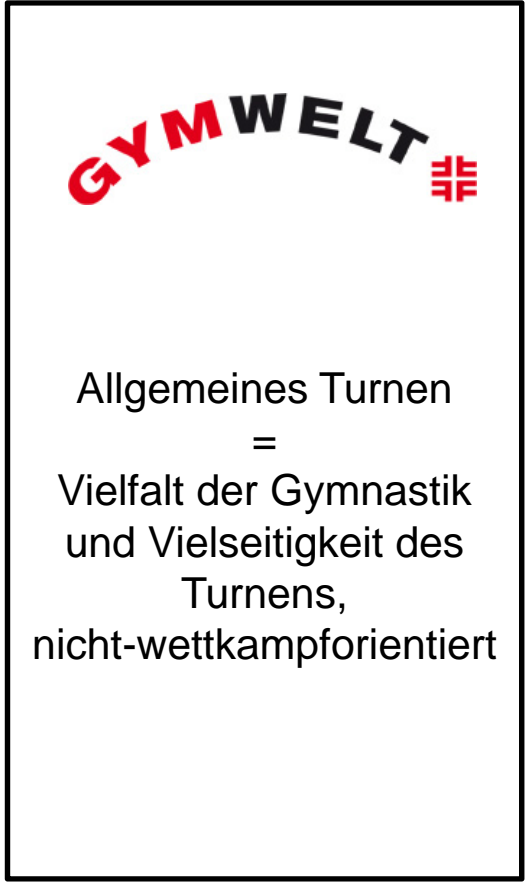 GYMWELT
Allgemeines Turnen
=
Vielfalt der Gymnastik
und Vielseitigkeit des
Turnens,
nicht-wettkampforientiert